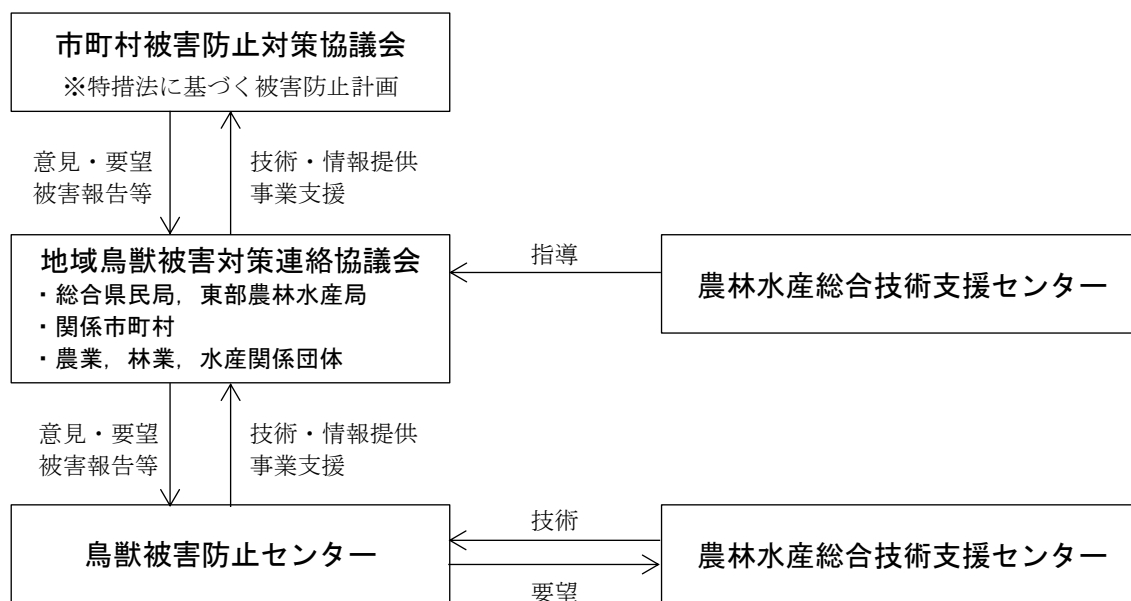 市町村被害防止対策協議会
※特措法に基づく被害防止計画
意見・要望
被害報告等
技術・情報提供
事業支援
地域鳥獣被害対策連絡協議会
・総合県民局，東部農林水産局
・関係市町村
・農業，林業，水産関係団体
指導
農林水産総合技術支援センター
意見・要望
被害報告等
技術・情報提供
事業支援
鳥獣被害防止センター
技術
要望
農林水産総合技術支援センター